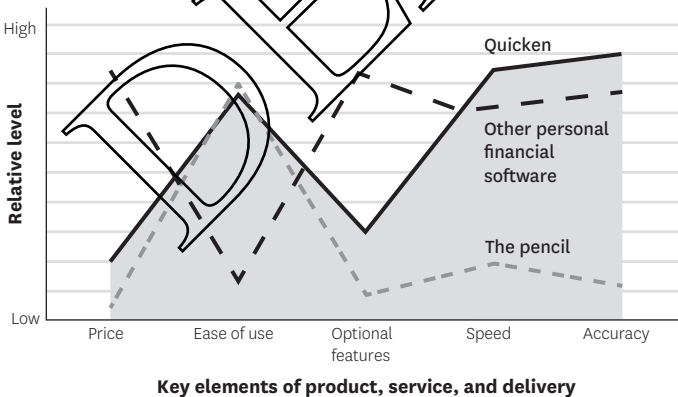 High
Quicken
Other personal
financial
software
Relative level
The pencil
Low
Price
Ease of use
Optional
features
Speed
Accuracy
Key elements of product, service, and delivery